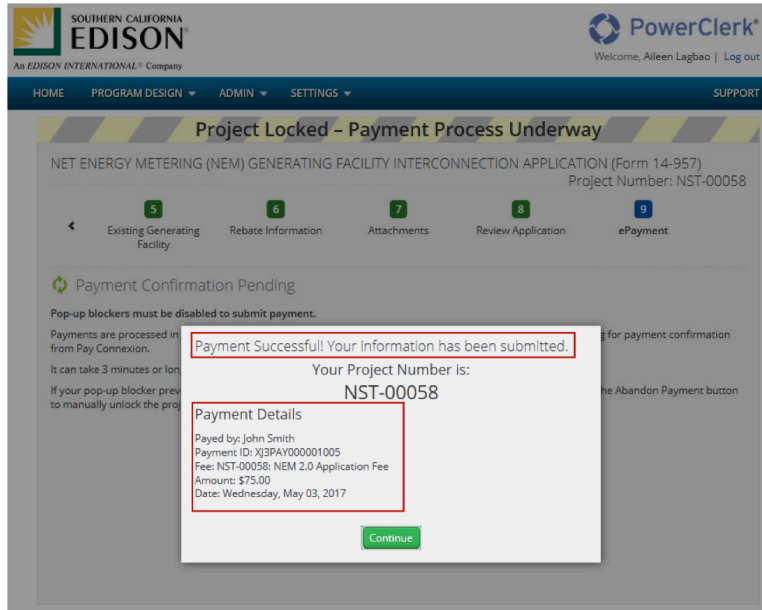 SOUTHERN CALIFORNIA
EDISON®
An EDISON INTERNATIONAL® Company
PowerClerk®
Welcome, Aileen Lagbao | Log out
HOME PROGRAM DESIGN ADMIN SETTINGS SUPPORT
Project Locked – Payment Process Underway
NET ENERGY METERING (NEM) GENERATING FACILITY INTERCONNECTION APPLICATION (Form 14-957)
Project Number: NST-00058
5 6 7 8 9
Existing Generating Rebate Information Attachments Review Application ePayment
Facility
Payment Confirmation Pending
Pop-up blockers must be disabled to submit payment.
Payments are processed in for payment confirmation
from Pay Connexion.
It can take 3 minutes or
If your pop-up blocker the Abandon Payment button
to manually unlock the
Payment Successful! Your information has been submitted.
Your Project Number is:
NST-00058
Payment Details
Payed by: John Smith
Payment ID: XJ3PAY000001005
Fee: NST-00058: NEM 2.0 Application Fee
Amount: $75.00
Date: Wednesday, May 03, 2017
Continue